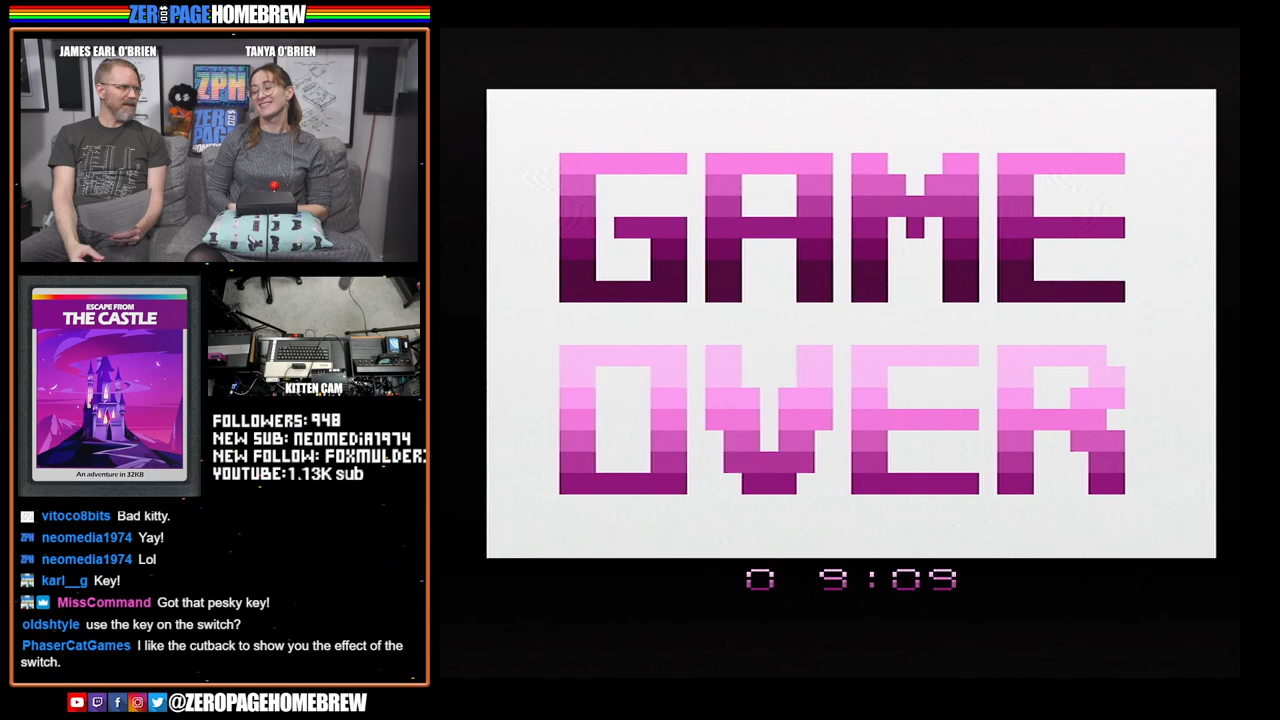 ZEROPAGEHOMEBREW
JAMES EARL O'BRIEN
TANYA O'BRIEN
ZPH
ZERO
PAGE
ESCAPE FROM
THE CASTLE
An adventure in 32KB
KITTEN CAM
FOLLOWERS: 948
NEW SUB: NEOMEDIA1974
NEW FOLLOW: FOXMULDER
YOUTUBE:1.13K sub
vitoco8bits Bad kitty.
neomedia1974 Yay!
neomedia1974 Lol
karl__g Key!
MissCommand Got that pesky key!
oldshtyle use the key on the switch?
PhaserCatGames I like the cutback to show you the effect of the
switch.
@ZEROPAGEHOMEBREW
GAME
OVER
0 9:09